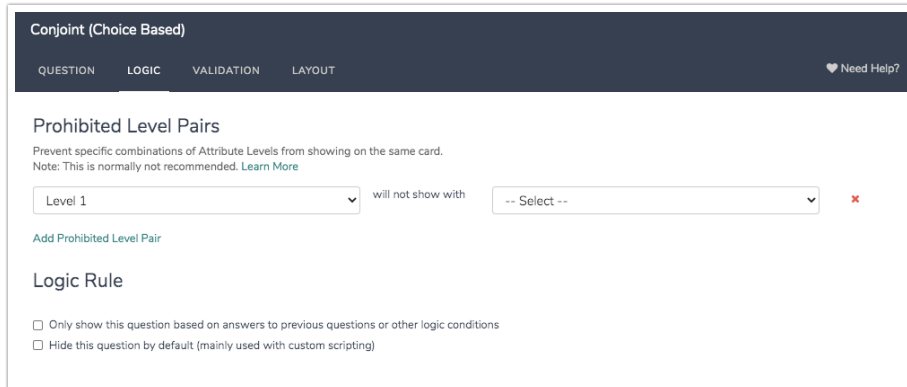 Conjoint (Choice Based)
QUESTION LOGIC VALIDATION LAYOUT Need Help?
Prohibited Level Pairs
Prevent specific combinations of Attribute Levels from showing on the same card.
Note: This is normally not recommended. Learn More
Level 1 will not show with -- Select --
Add Prohibited Level Pair
Logic Rule
Only show this question based on answers to previous questions or other logic conditions
Hide this question by default (mainly used with custom scripting)